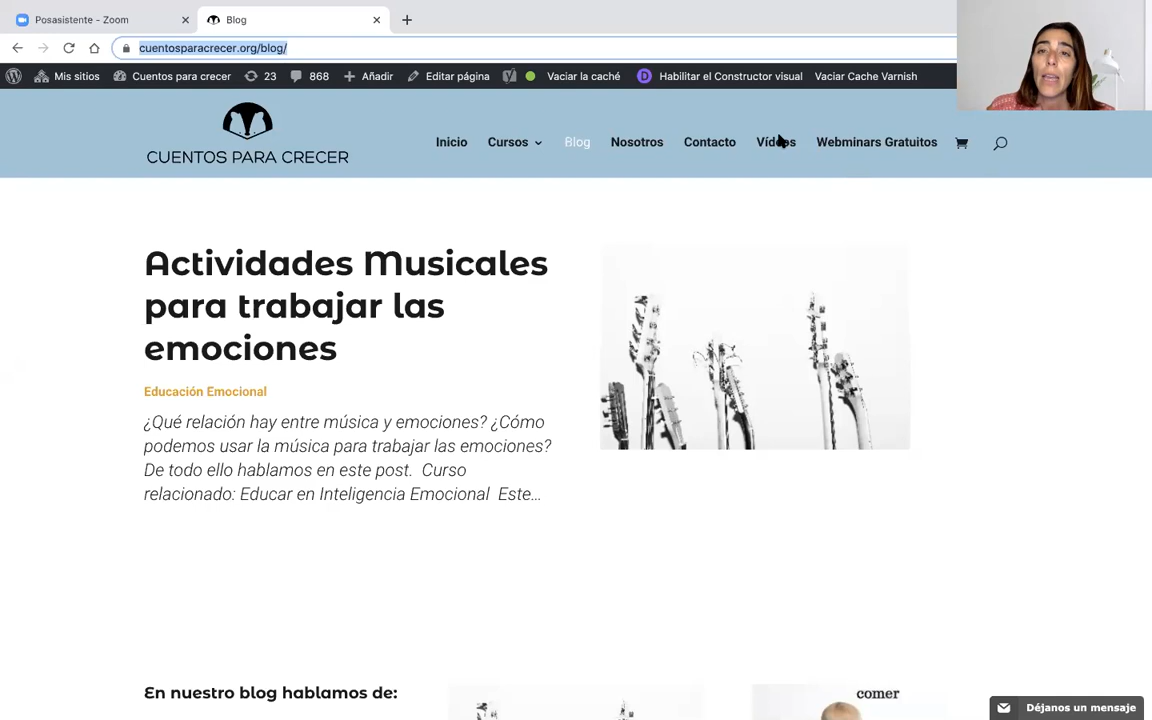 Posasistente - Zoom
Blog
cuentosparacrecer.org/blog/
Mis sitios Cuentos para crecer 23 868 Añadir Editar página Vaciar la caché Habilitar el Constructor visual Vaciar Cache Varnish
CUENTOS PARA CRECER
Inicio Cursos Blog Nosotros Contacto Vídeos Webminars Gratuitos
Actividades Musicales
para trabajar las
emociones
Educación Emocional
¿Qué relación hay entre música y emociones? ¿Cómo
podemos usar la música para trabajar las emociones?
De todo ello hablamos en este post. Curso
relacionado: Educar en Inteligencia Emocional Este...
En nuestro blog hablamos de:
comer
Déjanos un mensaje